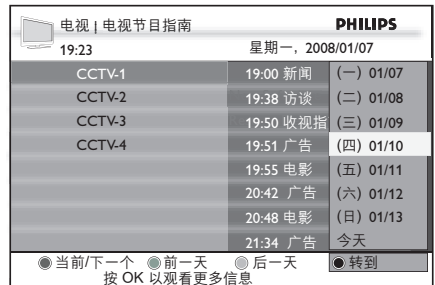 电视 | 电视节目指南 PHILIPS
19:23 星期一, 2008/01/07
CCTV-1 19:00 新闻 (一) 01/07
CCTV-2 19:38 访谈 (二) 01/08
CCTV-3 19:50 收视指 (三) 01/09
CCTV-4 19:51 广告 (四) 01/10
19:55 电影 (五) 01/11
20:42 广告 (六) 01/12
20:48 电影 (日) 01/13
21:34 广告 今天
当前/下一个 前一天 后一天 转到
按 OK 以观看更多信息